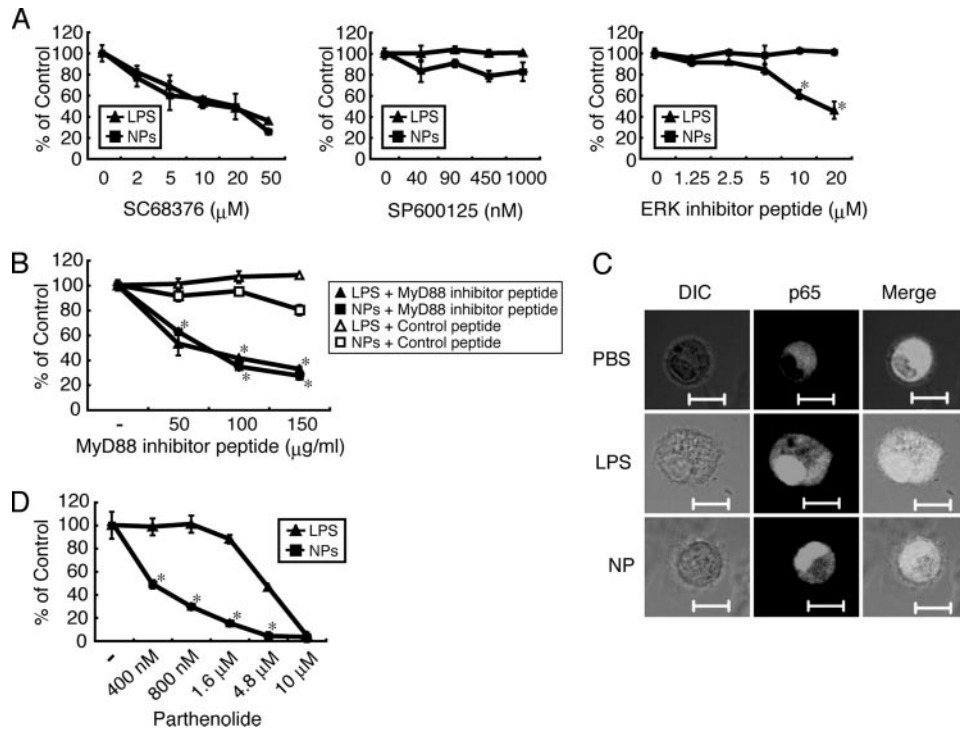 A
% of Control
120
100
80
60
40
20
0
LPS
NPs
0 2 5 10 20 50
SC68376 (μM)
% of Control
120
100
80
60
40
20
0
LPS
NPs
0 40 90 450 1000
SP600125 (nM)
% of Control
120
100
80
60
40
20
0
LPS
NPs
*
*
0 1.25 2.5 5 10 20
ERK inhibitor peptide (μM)
B
% of Control
120
100
80
60
40
20
0
*
*
*
*
*
- 50 100 150
MyD88 inhibitor peptide (μg/ml)
LPS + MyD88 inhibitor peptide
NPs + MyD88 inhibitor peptide
LPS + Control peptide
NPs + Control peptide
C
DIC p65 Merge
PBS
LPS
NP
D
% of Control
120
100
80
60
40
20
0
LPS
NPs
*
*
*
*
- 400 nM 800 nM 1.6 μM 4.8 μM 10 μM
Parthenolide